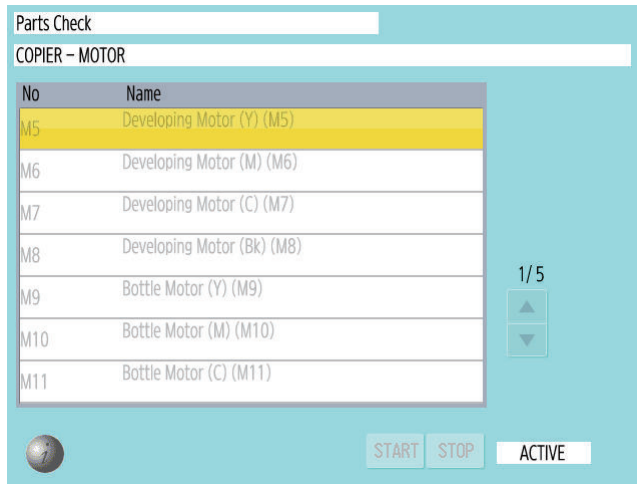 Parts Check
COPIER – MOTOR
No Name
M5 Developing Motor (Y) (M5)
M6 Developing Motor (M) (M6)
M7 Developing Motor (C) (M7)
M8 Developing Motor (Bk) (M8)
M9 Bottle Motor (Y) (M9)
M10 Bottle Motor (M) (M10)
M11 Bottle Motor (C) (M11)
1/5
START STOP ACTIVE